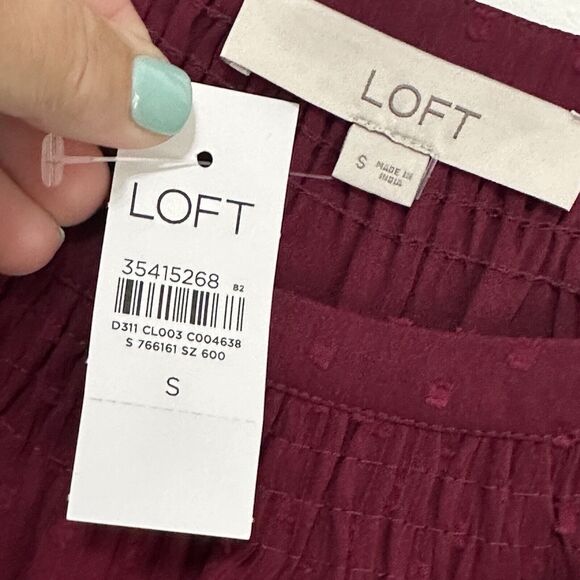 LOFT
S MADE IN
INDIA
LOFT
35415268 B2
D311 CL003 C004638
S 766161 SZ 600
S